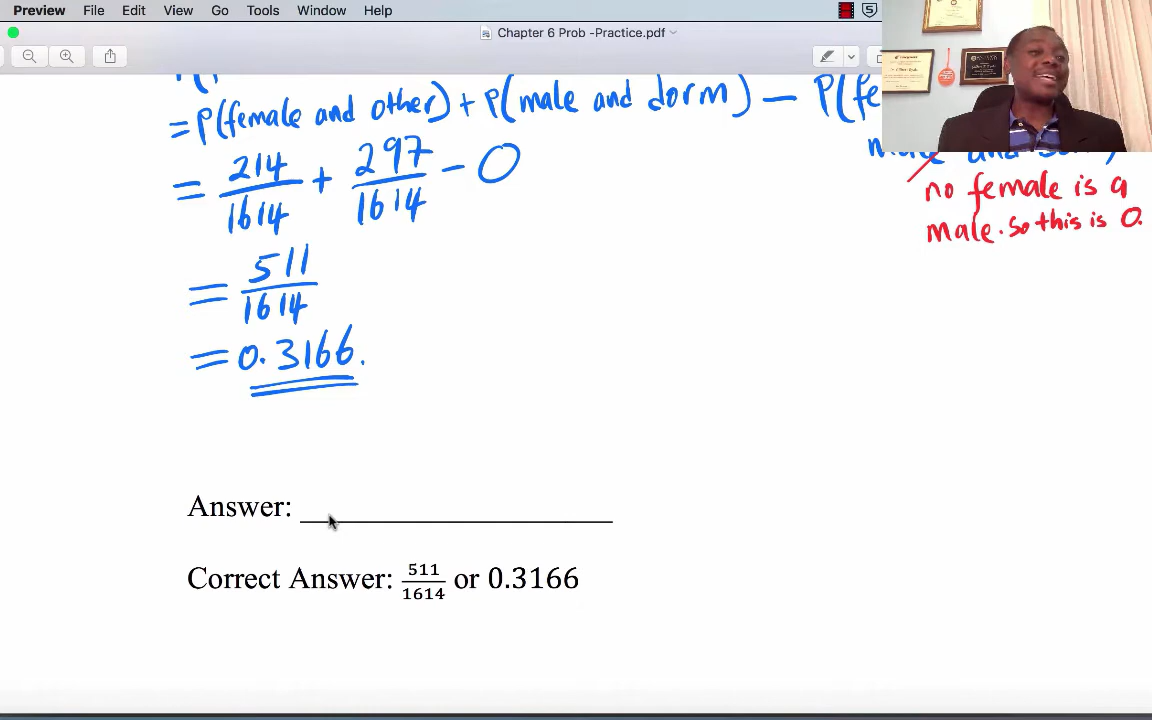 Preview File Edit View Go Tools Window Help
5
Chapter 6 Prob -Practice.pdf
= P(female and other) + P(male and dorm) − P(fe
= 214/1614 + 297/1614 − 0
no female is a
male. so this is 0.
= 511/1614
= 0.3166.
Answer: ____________________
Correct Answer: 511/1614 or 0.3166